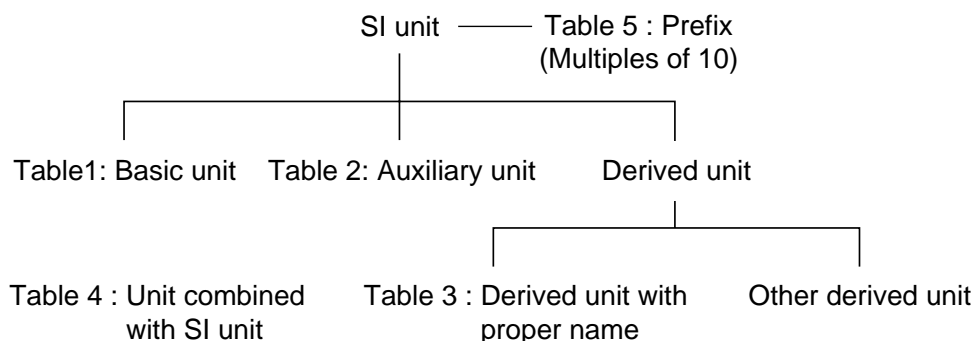 SI unit
Table 5 : Prefix
(Multiples of 10)
Table1: Basic unit
Table 2: Auxiliary unit
Derived unit
Table 4 : Unit combined
with SI unit
Table 3 : Derived unit with
proper name
Other derived unit